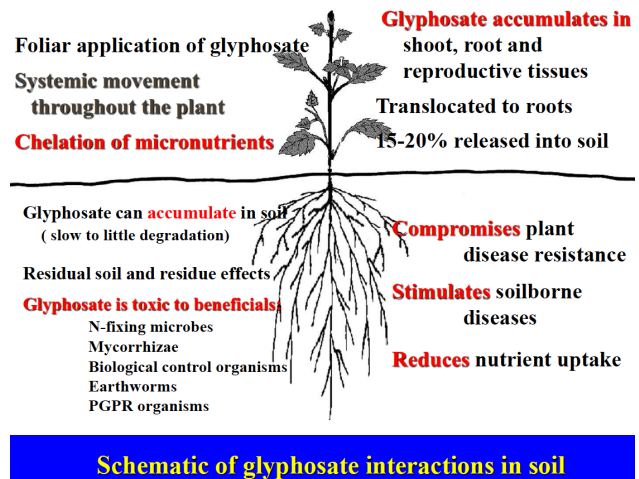 Foliar application of glyphosate
Systemic movement
throughout the plant
Chelation of micronutrients
Glyphosate accumulates in
shoot, root and
reproductive tissues
Translocated to roots
15-20% released into soil
Glyphosate can accumulate in soil
( slow to little degradation)
Residual soil and residue effects
Glyphosate is toxic to beneficials:
N-fixing microbes
Mycorrhizae
Biological control organisms
Earthworms
PGPR organisms
Compromises plant
disease resistance
Stimulates soilborne
diseases
Reduces nutrient uptake
Schematic of glyphosate interactions in soil